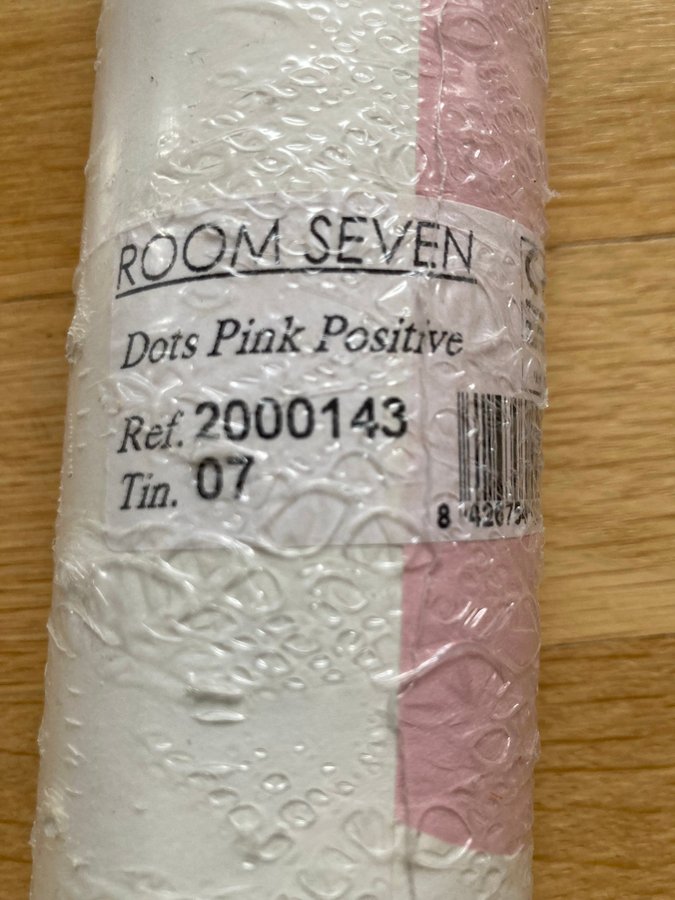 ROOM SEVEN
Dots Pink Positive
Ref. 2000143
Tin. 07